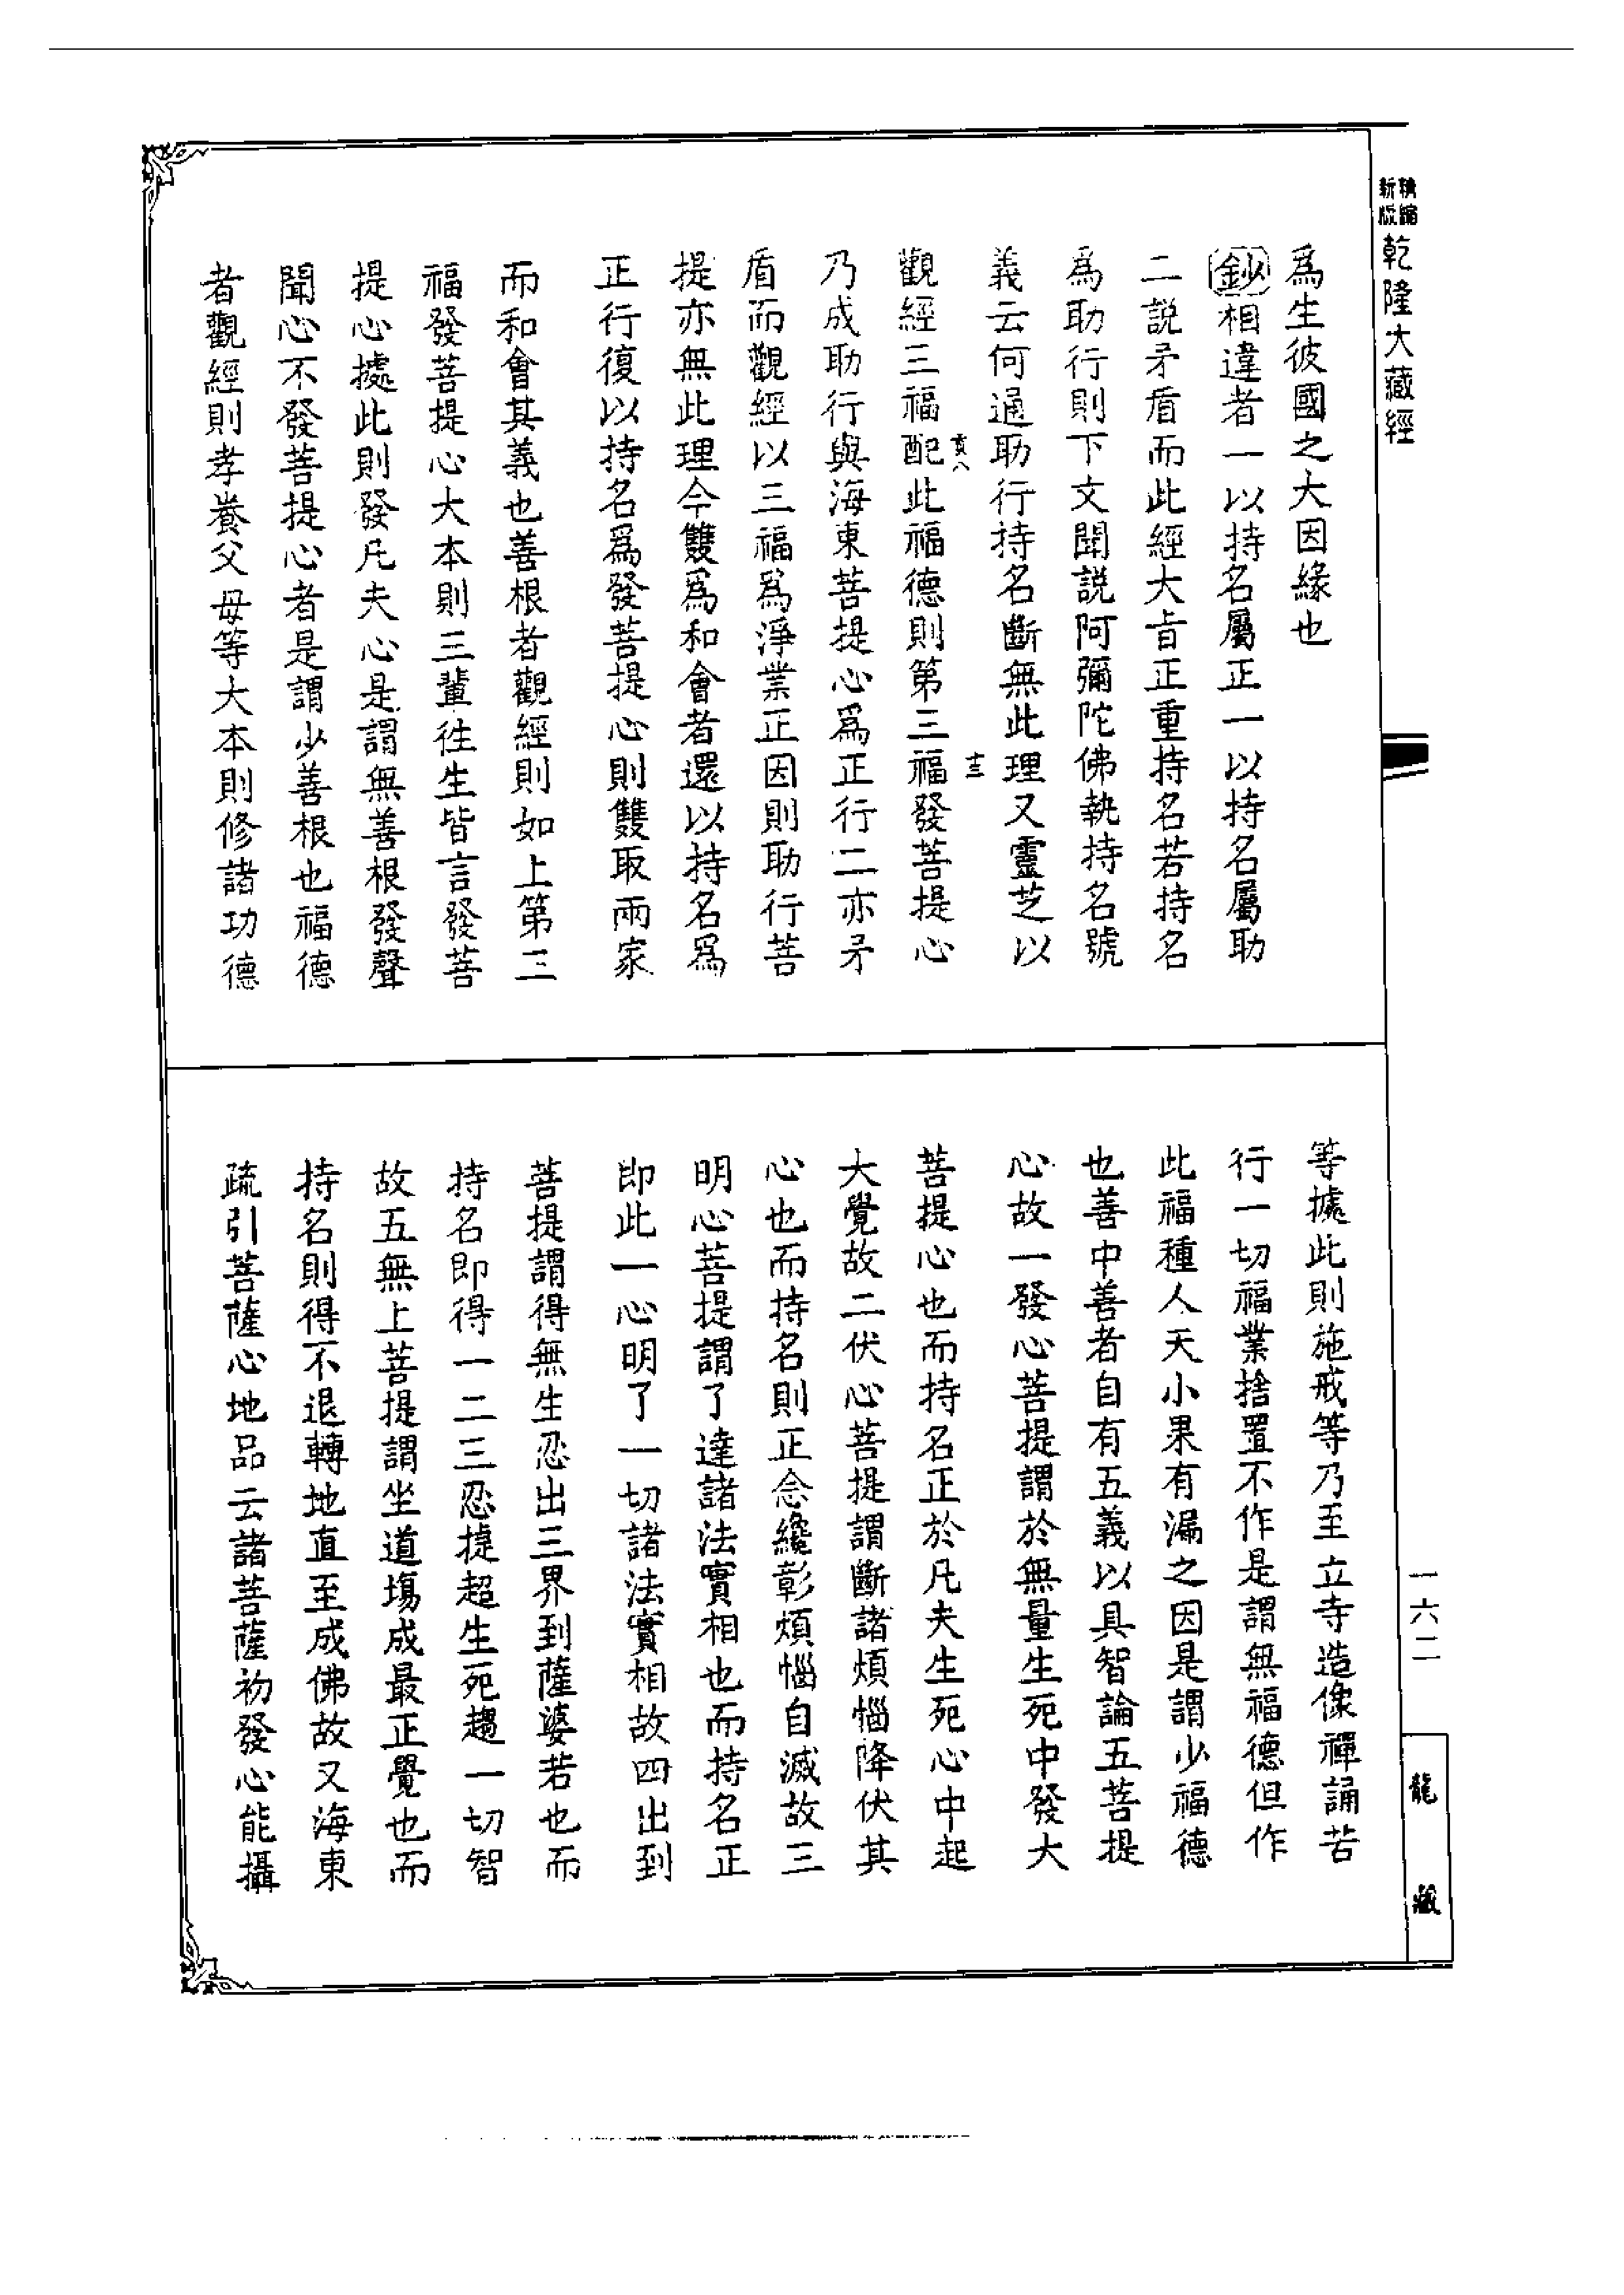 新版精縮
乾隆大藏經
爲生彼國之大因緣也
鈔相違者一以持名屬正一以持名屬助
二說矛盾而此經大旨正重持名若持名
爲助行則下文聞說阿彌陀佛執持名號
義云何通助行持名斷無此理又靈芝以
觀經三福配此福德則第三福發菩提心
乃成助行與海東菩提心爲正行二亦矛
盾而觀經以三福爲淨業正因則助行菩
提亦無此理今雙爲和會者還以持名爲
正行復以持名爲發菩提心則雙取兩家
而和會其義也善根者觀經則如上第三
福發菩提心大本則三輩徃生皆言發菩
提心據此則發凡夫心是謂無善根發聲
聞心不發菩提心者是謂少善根也福德
者觀經則孝養父母等大本則修諸功德
等據此則施戒等乃至立寺造像禪誦苦
行一切福業捨置不作是謂無福德但作
此福種人天小果有漏之因是謂少福德
也善中善者自有五義以具智論五菩提
心故一發心菩提謂於無量生死中發大
菩提心也而持名正於凡夫生死心中起
大覺故二伏心菩提謂斷諸煩惱降伏其
心也而持名則正念纔彰煩惱自滅故三
明心菩提謂了達諸法實相也而持名正
即此一心明了一切諸法實相故四出到
菩提謂得無生忍出三界到薩婆若也而
持名即得一二三忍捷超生死趨一切智
故五無上菩提謂坐道場成最正覺也而
持名則得不退轉地直至成佛故又海東
疏引菩薩心地品云諸菩薩初發心能攝
十三
一六二
龍藏